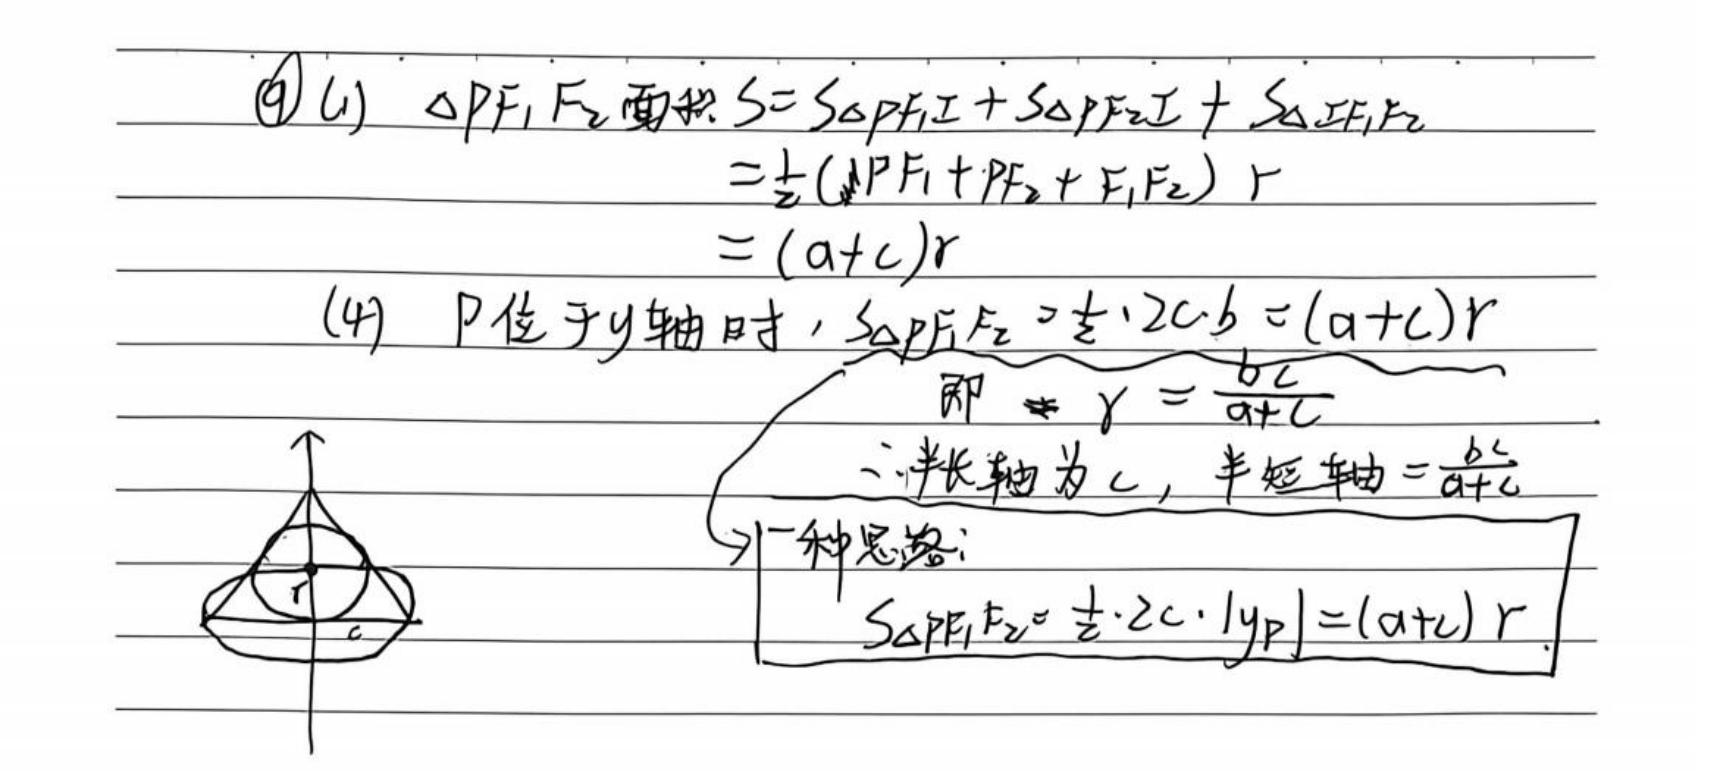 ⑨(1) △PF₁F₂面积 S=S△PF₁I+S△PF₂I+S△IF₁F₂
=½(PF₁+PF₂+F₁F₂) r
=(a+c)r
(4) P位于y轴时, S△PF₁F₂=½·2c·b=(a+c)r
即 r=bc/(a+c)
∴半长轴为c, 半短轴=bc/(a+c)
一种思路:
S△PF₁F₂=½·2c·|yₚ|=(a+c) r
r
c